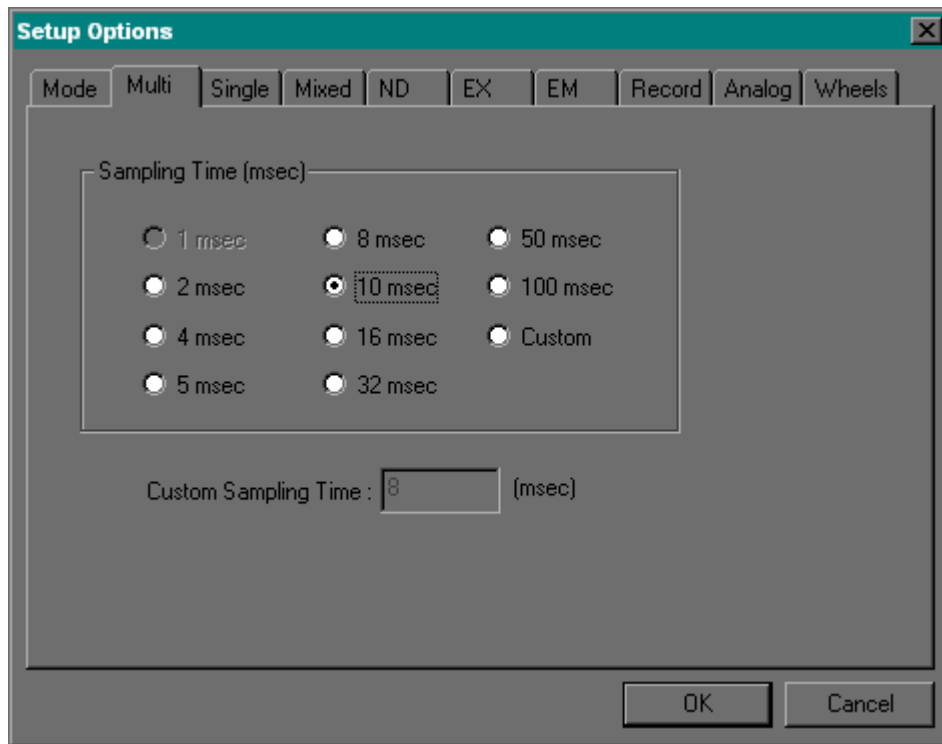 Setup Options
Mode Multi Single Mixed ND EX EM Record Analog Wheels
Sampling Time (msec)
1 msec 8 msec 50 msec
2 msec 10 msec 100 msec
4 msec 16 msec Custom
5 msec 32 msec
Custom Sampling Time : 8 (msec)
OK Cancel